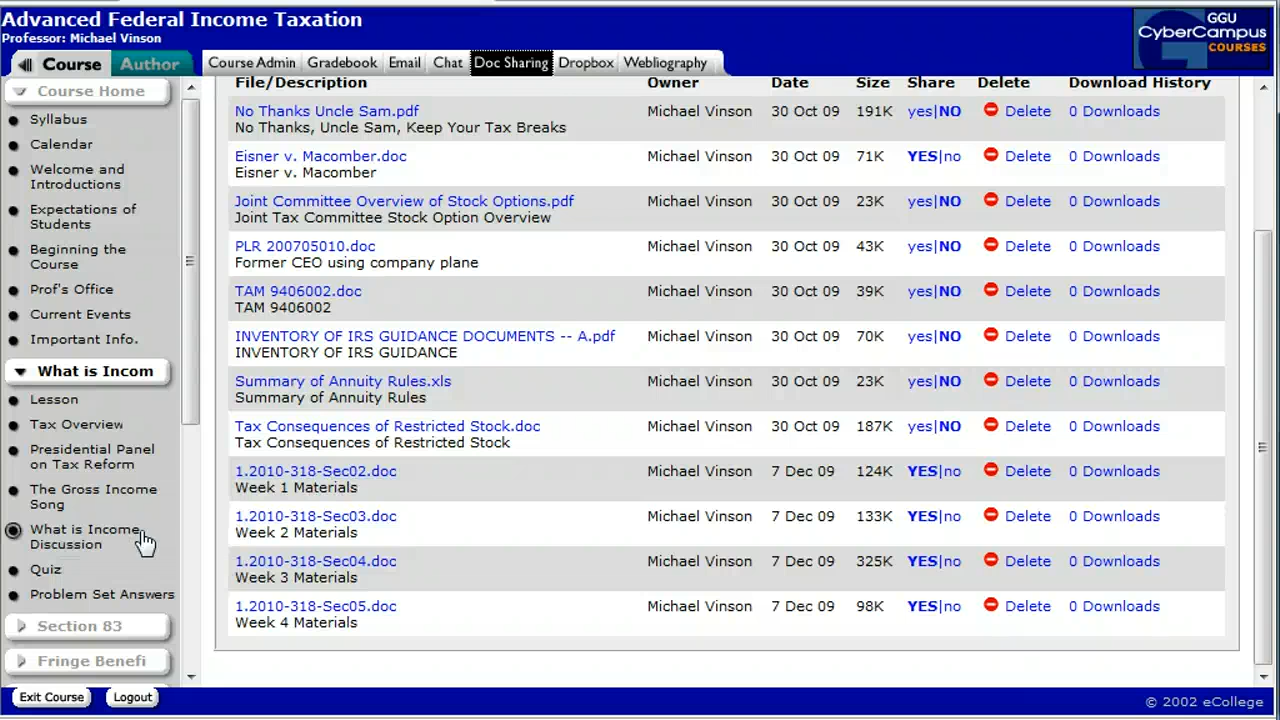 Advanced Federal Income Taxation
Professor: Michael Vinson
GGU
CyberCampus
COURSES
Course
Author
Course Admin
Gradebook
Email
Chat
Doc Sharing
Dropbox
Webliography
Course Home
Syllabus
Calendar
Welcome and
Introductions
Expectations of
Students
Beginning the
Course
Prof's Office
Current Events
Important Info.
What is Incom
Lesson
Tax Overview
Presidential Panel
on Tax Reform
The Gross Income
Song
What is Income
Discussion
Quiz
Problem Set Answers
Section 83
Fringe Benefi
Exit Course
Logout
File/Description Owner Date Size Share Delete Download History
No Thanks Uncle Sam.pdf Michael Vinson 30 Oct 09 191K yes|NO Delete 0 Downloads
No Thanks, Uncle Sam, Keep Your Tax Breaks
Eisner v. Macomber.doc Michael Vinson 30 Oct 09 71K YES|no Delete 0 Downloads
Eisner v. Macomber
Joint Committee Overview of Stock Options.pdf Michael Vinson 30 Oct 09 23K yes|NO Delete 0 Downloads
Joint Tax Committee Stock Option Overview
PLR 200705010.doc Michael Vinson 30 Oct 09 43K yes|NO Delete 0 Downloads
Former CEO using company plane
TAM 9406002.doc Michael Vinson 30 Oct 09 39K yes|NO Delete 0 Downloads
TAM 9406002
INVENTORY OF IRS GUIDANCE DOCUMENTS -- A.pdf Michael Vinson 30 Oct 09 70K yes|NO Delete 0 Downloads
INVENTORY OF IRS GUIDANCE
Summary of Annuity Rules.xls Michael Vinson 30 Oct 09 23K yes|NO Delete 0 Downloads
Summary of Annuity Rules
Tax Consequences of Restricted Stock.doc Michael Vinson 30 Oct 09 187K yes|NO Delete 0 Downloads
Tax Consequences of Restricted Stock
1.2010-318-Sec02.doc Michael Vinson 7 Dec 09 124K YES|no Delete 0 Downloads
Week 1 Materials
1.2010-318-Sec03.doc Michael Vinson 7 Dec 09 133K YES|no Delete 0 Downloads
Week 2 Materials
1.2010-318-Sec04.doc Michael Vinson 7 Dec 09 325K YES|no Delete 0 Downloads
Week 3 Materials
1.2010-318-Sec05.doc Michael Vinson 7 Dec 09 98K YES|no Delete 0 Downloads
Week 4 Materials
© 2002 eCollege